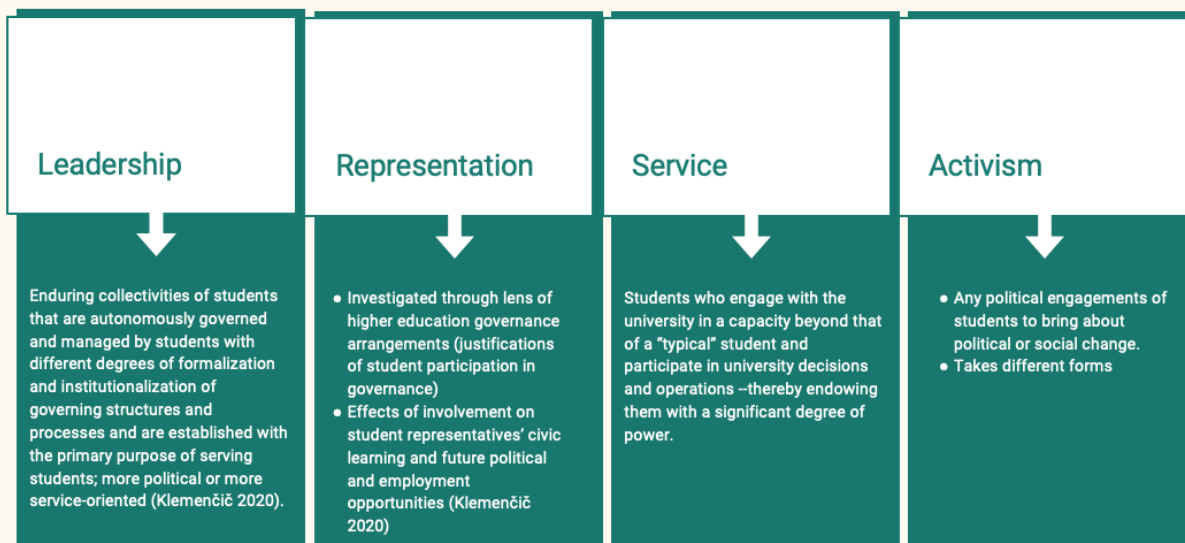 Leadership
Enduring collectivities of students
that are autonomously governed
and managed by students with
different degrees of formalization
and institutionalization of
governing structures and
processes and are established with
the primary purpose of serving
students; more political or more
service-oriented (Klemenčič 2020).
Representation
● Investigated through lens of
higher education governance
arrangements (justifications
of student participation in
governance)
● Effects of involvement on
student representatives’ civic
learning and future political
and employment
opportunities (Klemenčič
2020)
Service
Students who engage with the
university in a capacity beyond that
of a “typical” student and
participate in university decisions
and operations --thereby endowing
them with a significant degree of
power.
Activism
● Any political engagements of
students to bring about
political or social change.
● Takes different forms